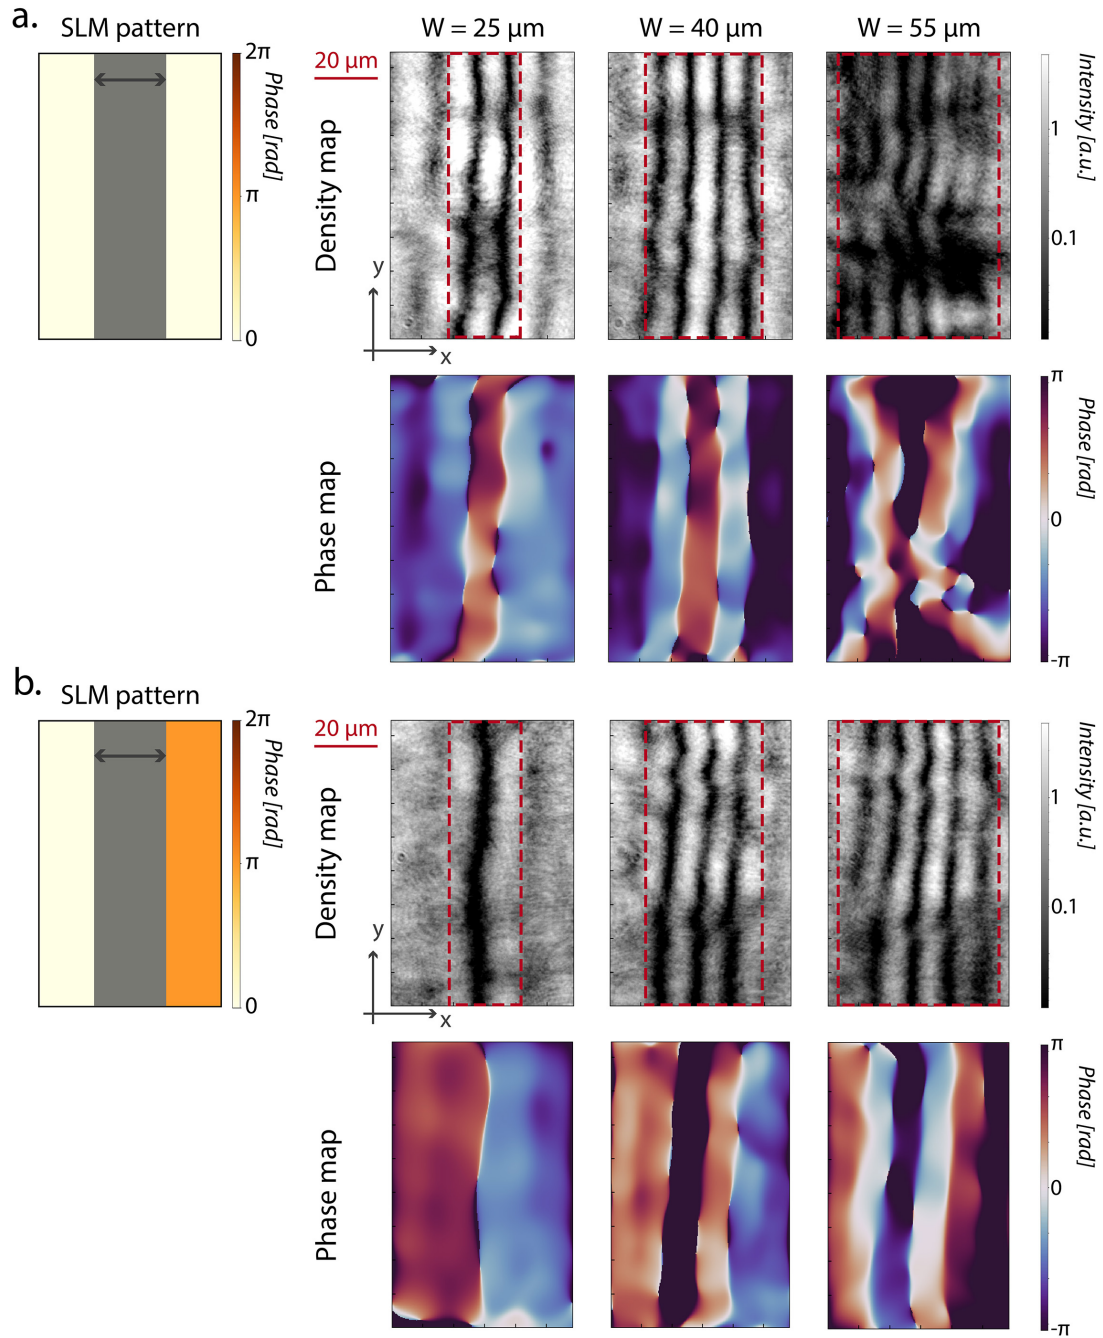 a.
SLM pattern
2π
π
0
Phase [rad]
20 μm
W = 25 μm
W = 40 μm
W = 55 μm
Density map
y
x
1
0.1
Intensity [a.u.]
Phase map
π
0
-π
Phase [rad]
b.
SLM pattern
2π
π
0
Phase [rad]
20 μm
Density map
y
x
1
0.1
Intensity [a.u.]
Phase map
π
0
-π
Phase [rad]